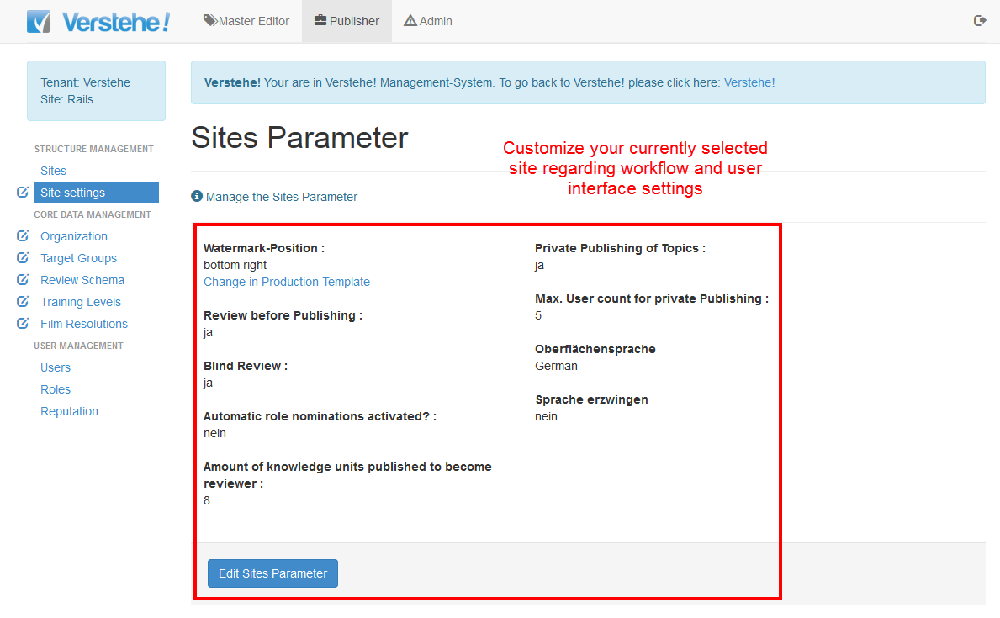 Verstehe!
Master Editor
Publisher
Admin
Tenant: Verstehe
Site: Rails
STRUCTURE MANAGEMENT
Sites
Site settings
CORE DATA MANAGEMENT
Organization
Target Groups
Review Schema
Training Levels
Film Resolutions
USER MANAGEMENT
Users
Roles
Reputation
Verstehe! Your are in Verstehe! Management-System. To go back to Verstehe! please click here: Verstehe!
Sites Parameter
Customize your currently selected
site regarding workflow and user
interface settings
Manage the Sites Parameter
Watermark-Position :
bottom right
Change in Production Template
Review before Publishing :
ja
Blind Review :
ja
Automatic role nominations activated? :
nein
Amount of knowledge units published to become
reviewer :
8
Private Publishing of Topics :
ja
Max. User count for private Publishing :
5
Oberflächensprache
German
Sprache erzwingen
nein
Edit Sites Parameter